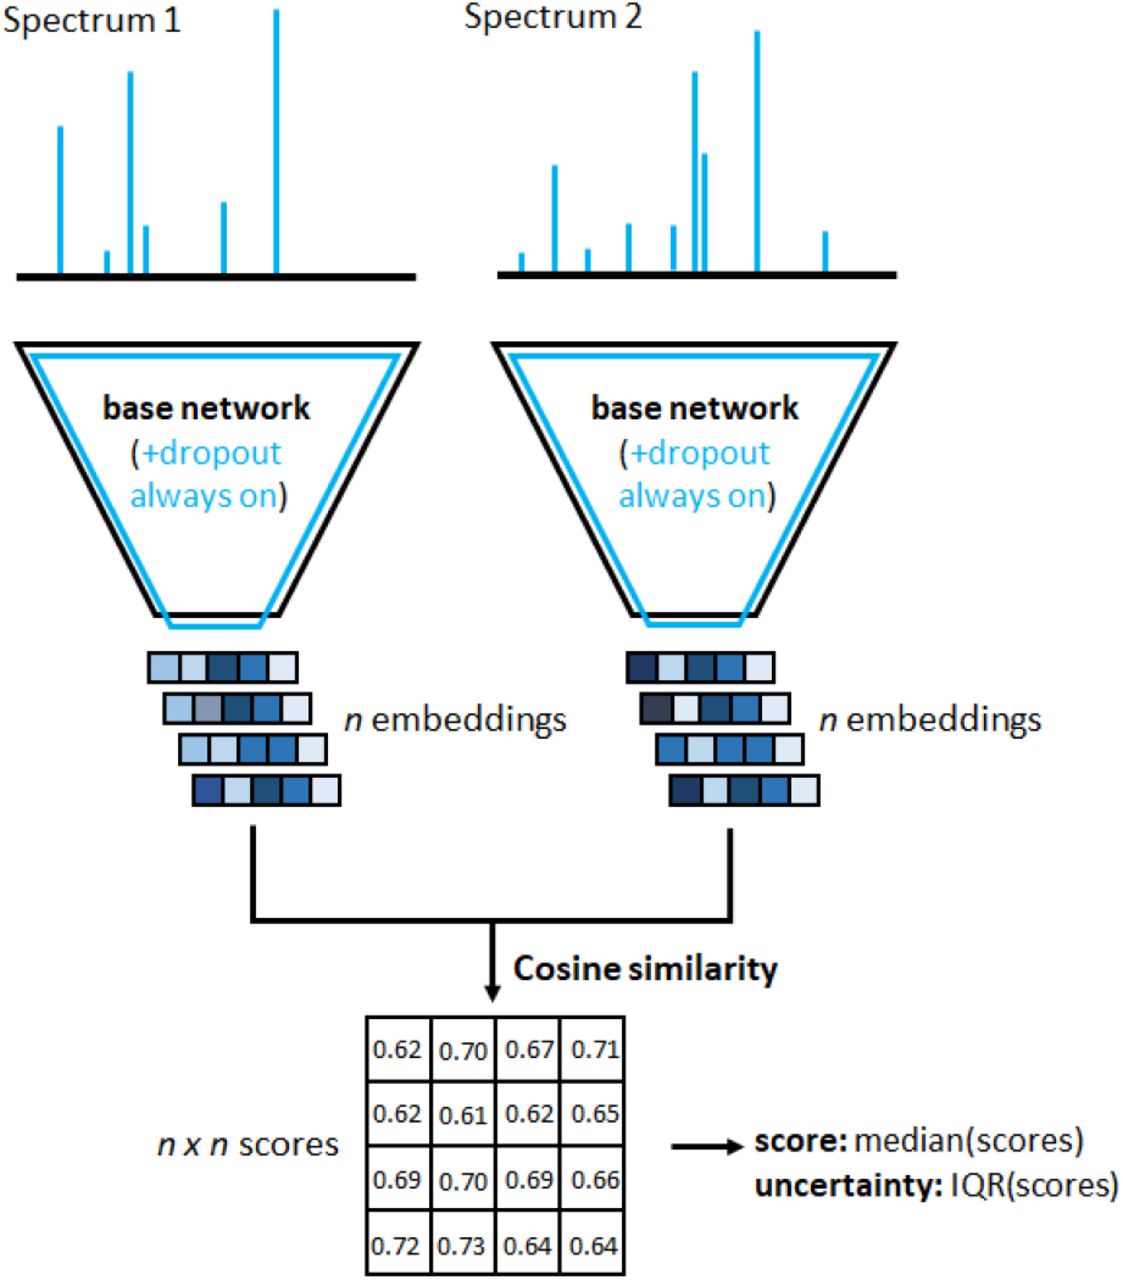 Spectrum 1
Spectrum 2
base network
(+dropout
always on)
base network
(+dropout
always on)
n embeddings
n embeddings
Cosine similarity
0.62 0.70 0.67 0.71
0.62 0.61 0.62 0.65
0.69 0.70 0.69 0.66
0.72 0.73 0.64 0.64
n x n scores
score: median(scores)
uncertainty: IQR(scores)